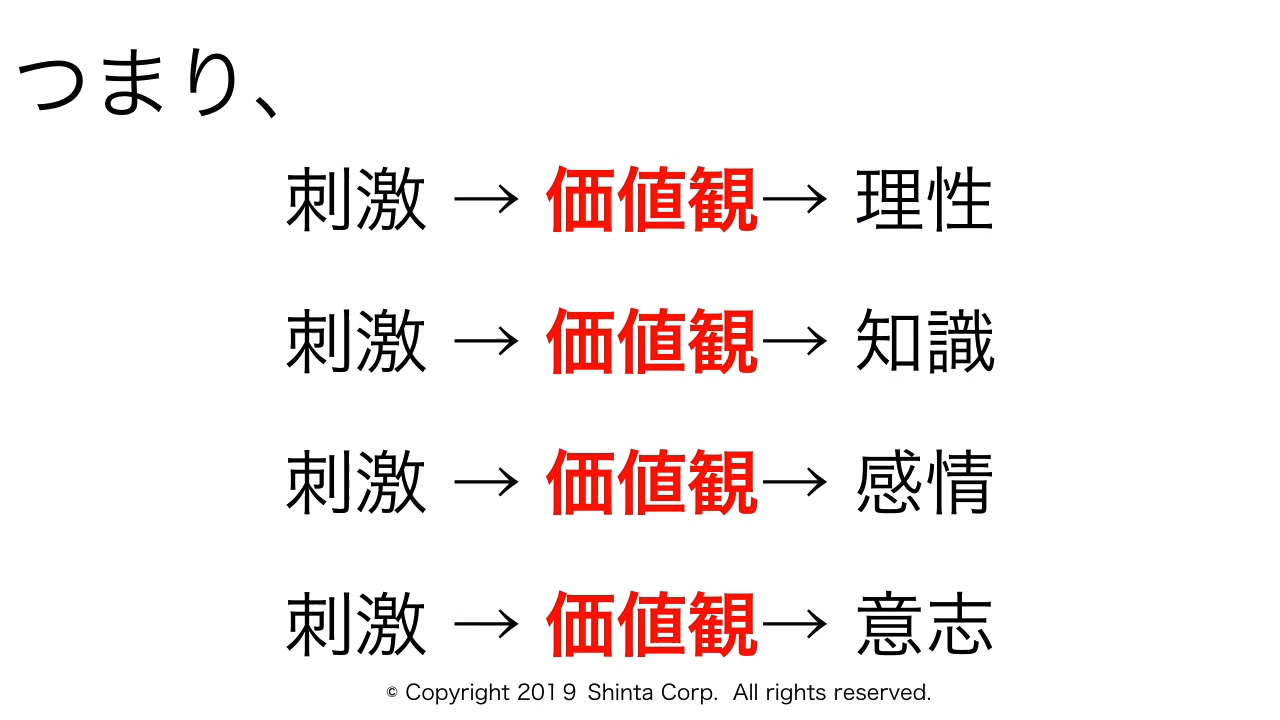 つまり、
刺激 → 価値観→ 理性
刺激 → 価値観→ 知識
刺激 → 価値観→ 感情
刺激 → 価値観→ 意志
© Copyright 201９ Shinta Corp.  All rights reserved.